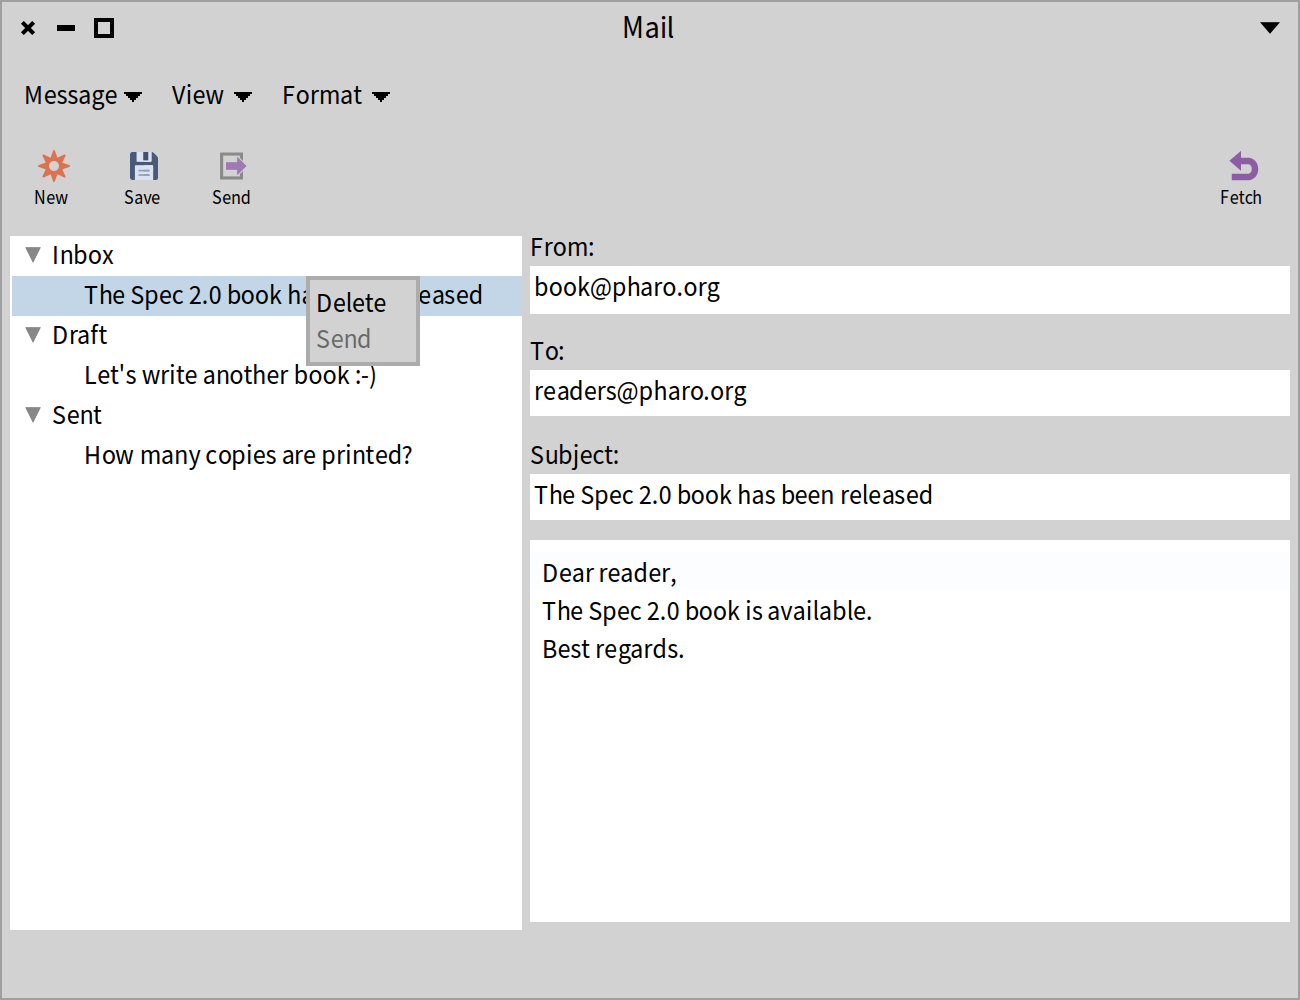 Mail
Message View Format
New Save Send Fetch
Inbox
The Spec 2.0 book ha eased
Delete
Send
Draft
Let's write another book :-)
Sent
How many copies are printed?
From:
book@pharo.org
To:
readers@pharo.org
Subject:
The Spec 2.0 book has been released
Dear reader,
The Spec 2.0 book is available.
Best regards.